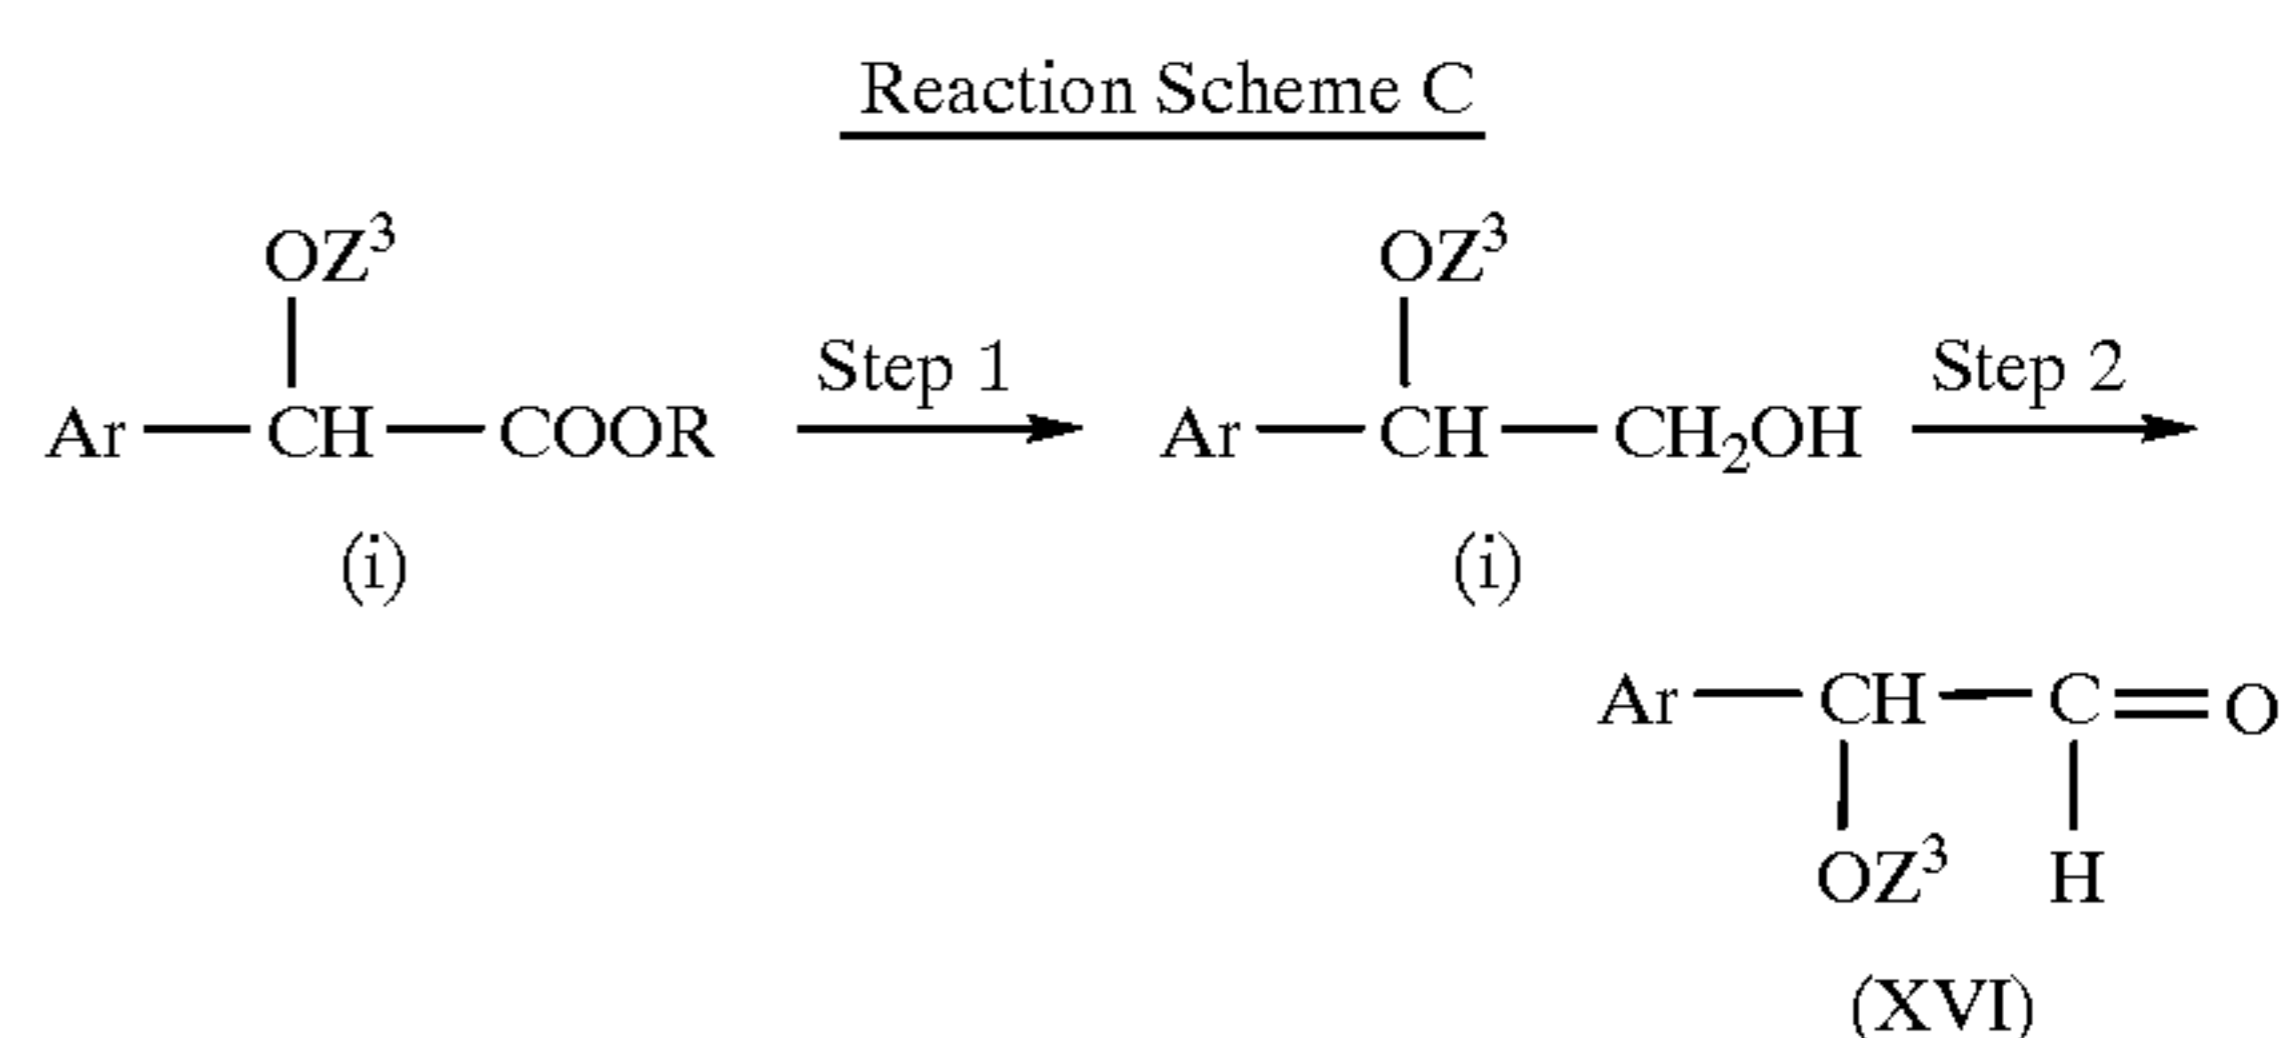 Reaction Scheme C
OZ³ OZ³
Ar—CH—COOR Step 1 Ar—CH—CH₂OH Step 2
(i) (i)
Ar—CH—C=O
OZ³ H
(XVI)